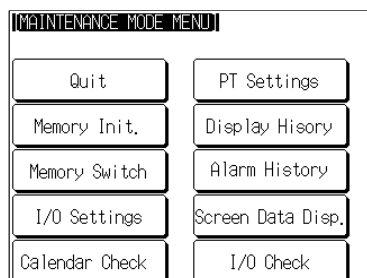 [MAINTENANCE MODE MENU]
Quit
PT Settings
Memory Init.
Display Hisory
Memory Switch
Alarm History
I/O Settings
Screen Data Disp.
Calendar Check
I/O Check